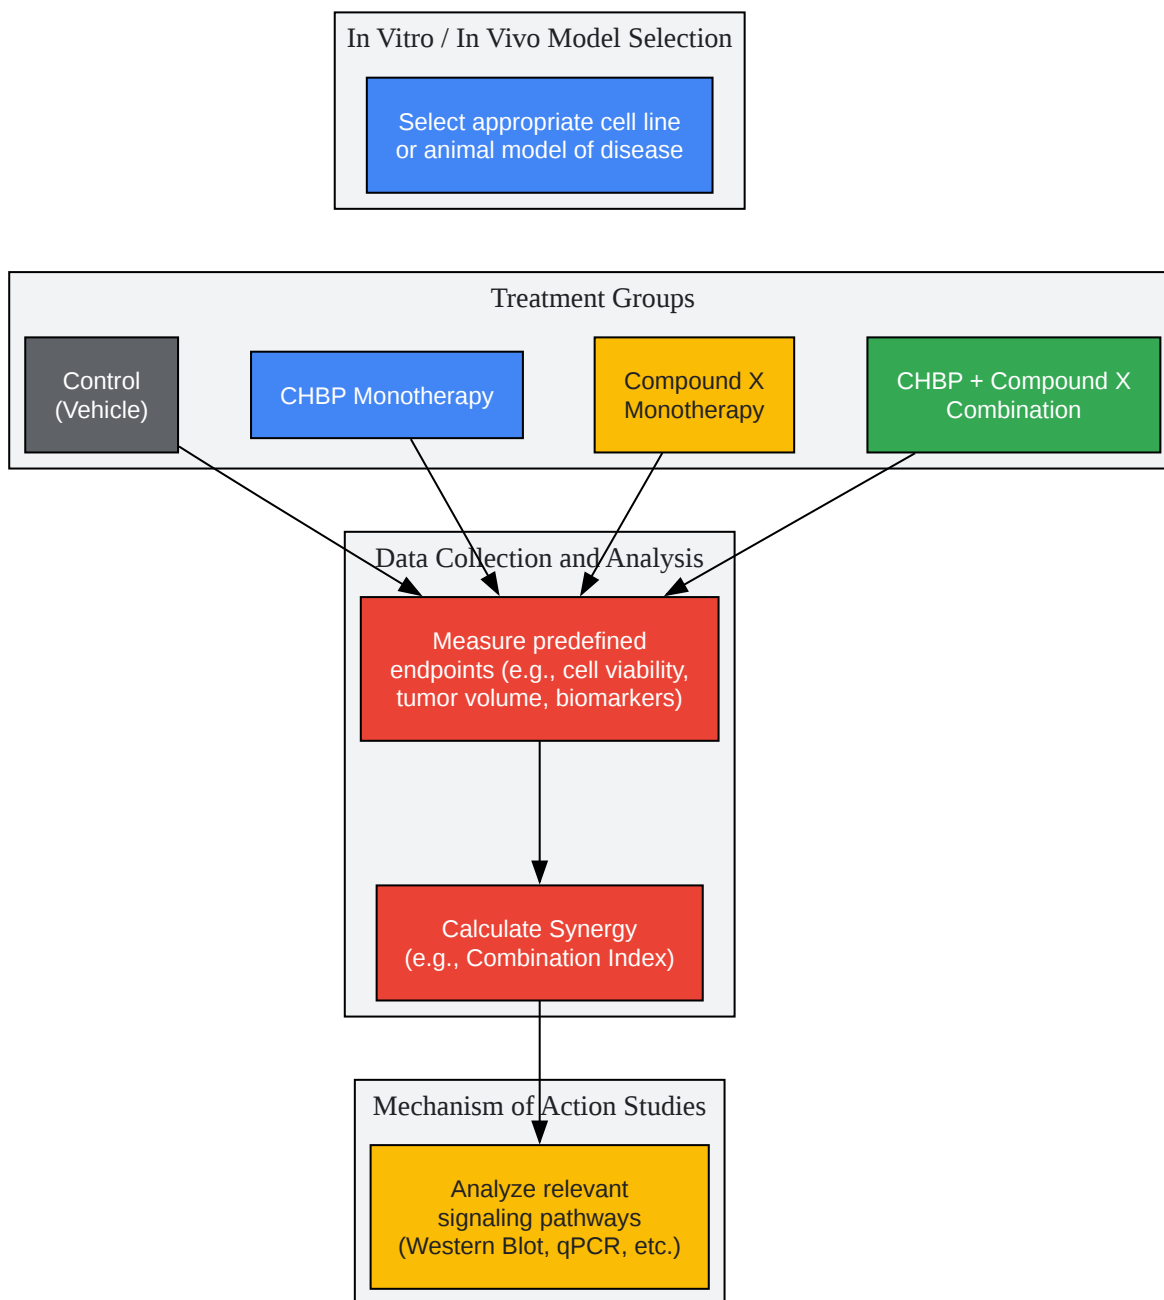 In Vitro / In Vivo Model Selection
Select appropriate cell line
or animal model of disease
Treatment Groups
Control
(Vehicle)
CHBP Monotherapy
Compound X
Monotherapy
CHBP + Compound X
Combination
Data Collection and Analysis
Measure predefined
endpoints (e.g., cell viability,
tumor volume, biomarkers)
Calculate Synergy
(e.g., Combination Index)
Mechanism of Action Studies
Analyze relevant
signaling pathways
(Western Blot, qPCR, etc.)